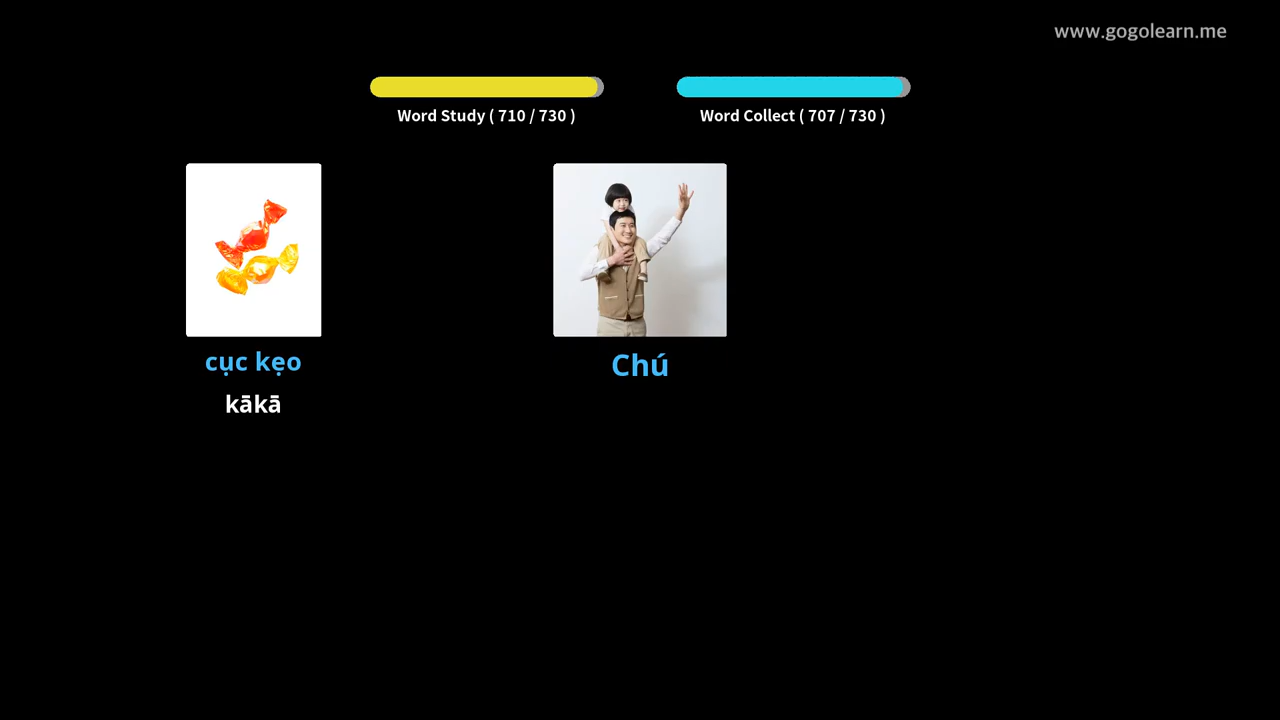 www.gogolearn.me
Word Study ( 710 / 730 )
Word Collect ( 707 / 730 )
cục kẹo
kākā
Chú